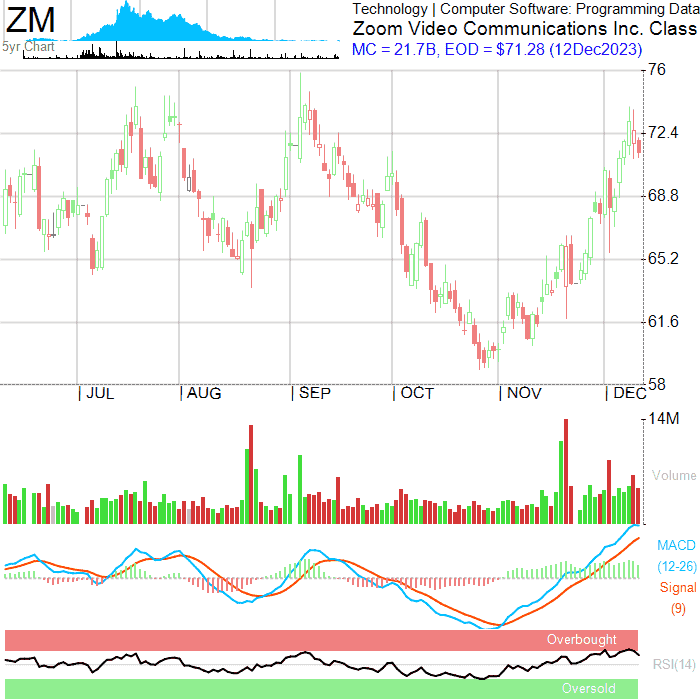 ZM
5yr Chart
Technology | Computer Software: Programming Data
Zoom Video Communications Inc. Class
MC = 21.7B, EOD = $71.28 (12Dec2023)
76
72.4
68.8
65.2
61.6
58
|JUL |AUG |SEP |OCT |NOV |DEC
14M
Volume
MACD
(12-26)
Signal
(9)
Overbought
RSI(14)
Oversold